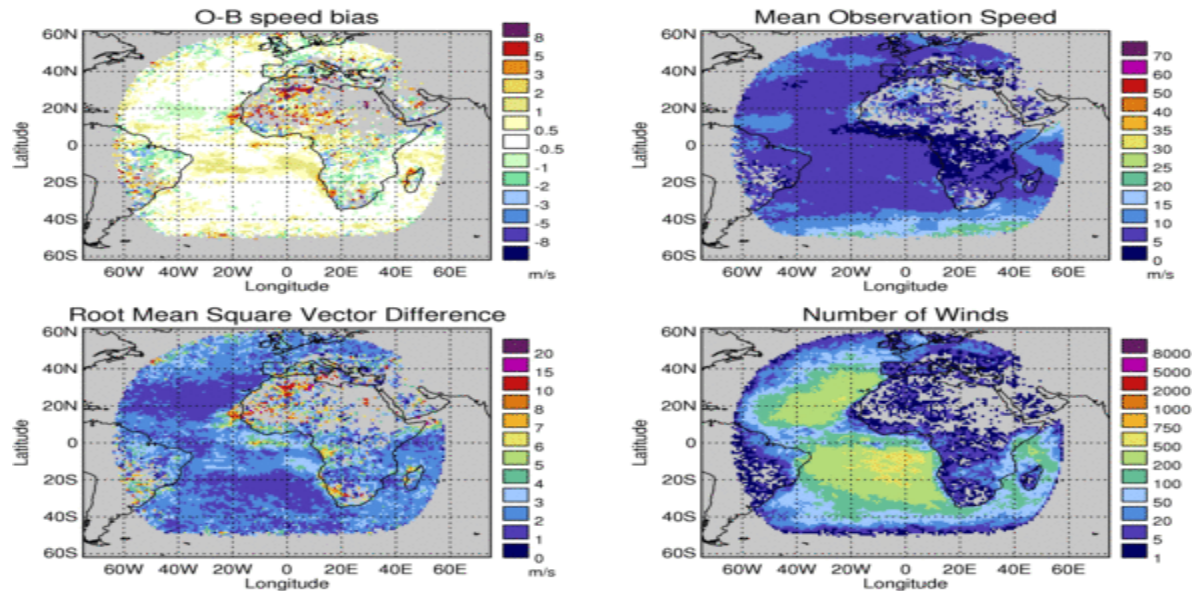 O-B speed bias
60N
40N
20N
0
20S
40S
60S
Latitude
60W 40W 20W 0 20E 40E 60E
Longitude
8
5
3
2
1
0.5
-0.5
-1
-2
-3
-5
-8
m/s
Mean Observation Speed
60N
40N
20N
0
20S
40S
60S
Latitude
60W 40W 20W 0 20E 40E 60E
Longitude
70
60
50
40
35
30
25
20
15
10
5
0
m/s
Root Mean Square Vector Difference
60N
40N
20N
0
20S
40S
60S
Latitude
60W 40W 20W 0 20E 40E 60E
Longitude
20
15
10
8
7
6
5
4
3
2
1
0
m/s
Number of Winds
60N
40N
20N
0
20S
40S
60S
Latitude
60W 40W 20W 0 20E 40E 60E
Longitude
8000
5000
2000
1000
750
500
200
100
50
20
5
1